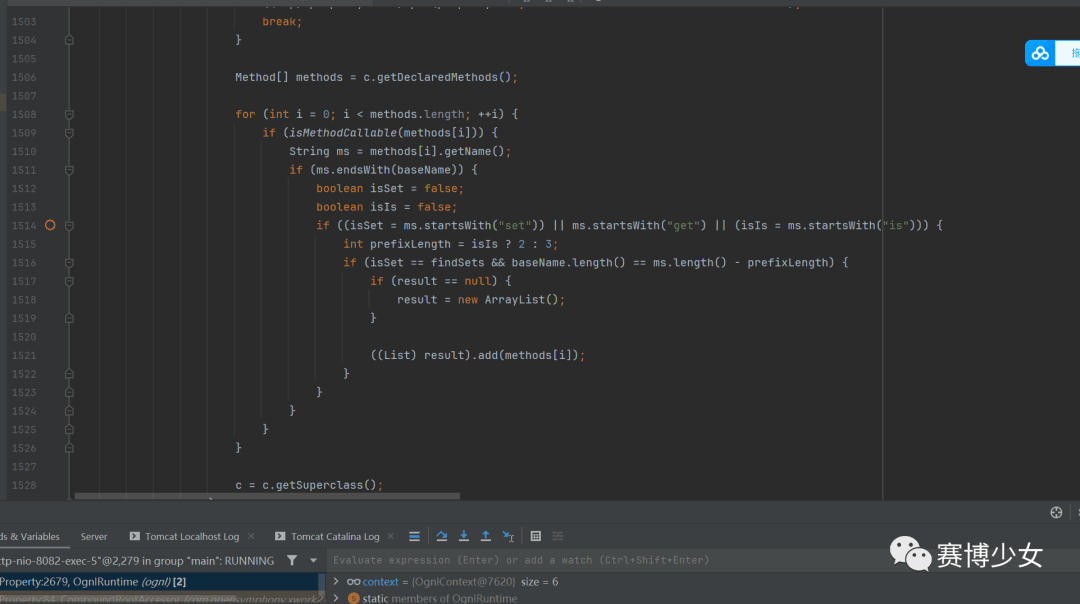 1503 break;
1504 }
1505
1506 Method[] methods = c.getDeclaredMethods();
1507
1508 for (int i = 0; i < methods.length; ++i) {
1509 if (isMethodCallable(methods[i])) {
1510 String ms = methods[i].getName();
1511 if (ms.endsWith(baseName)) {
1512 boolean isSet = false;
1513 boolean isIs = false;
1514 if ((isSet = ms.startsWith("set")) || ms.startsWith("get") || (isIs = ms.startsWith("is"))) {
1515 int prefixLength = isIs ? 2 : 3;
1516 if (isSet == findSets && baseName.length() == ms.length() - prefixLength) {
1517 if (result == null) {
1518 result = new ArrayList();
1519 }
1520
1521 ((List) result).add(methods[i]);
1522 }
1523 }
1524 }
1525 }
1526 }
1527
1528 c = c.getSuperclass();
拖
ds & Variables Server Tomcat Localhost Log × Tomcat Catalina Log ×
ttp-nio-8082-exec-5"@2,279 in group "main": RUNNING
Evaluate expression (Enter) or add a watch (Ctrl+Shift+Enter)
Property:2679, OgnlRuntime (ognl) [2]
context = {OgnlContext@7620} size = 6
Property:84, CompoundRootAccessor (com.opensymphony.xwork2
static members of OgnlRuntime
赛博少女